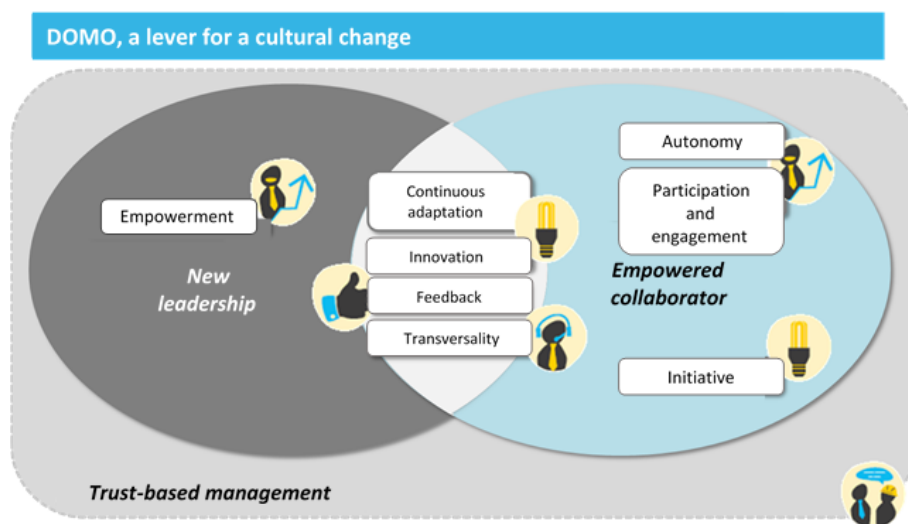 DOMO, a lever for a cultural change
Empowerment
New
leadership
Continuous
adaptation
Innovation
Feedback
Transversality
Autonomy
Participation
and
engagement
Empowered
collaborator
Initiative
Trust-based management